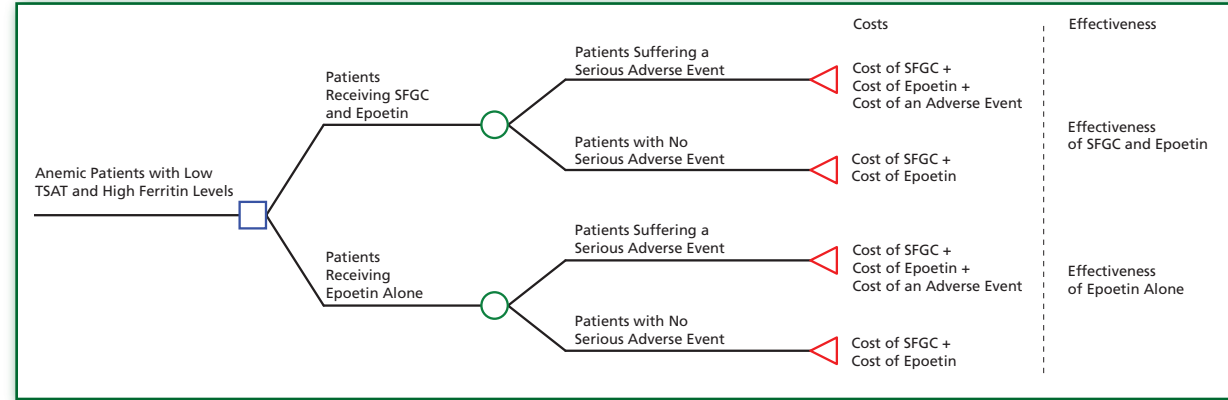 Costs
Effectiveness
Patients Suffering a
Serious Adverse Event
Patients
Receiving SFGC
and Epoetin
Cost of SFGC +
Cost of Epoetin +
Cost of an Adverse Event
Effectiveness
of SFGC and Epoetin
Patients with No
Serious Adverse Event
Cost of SFGC +
Cost of Epoetin
Anemic Patients with Low
TSAT and High Ferritin Levels
Patients Suffering a
Serious Adverse Event
Patients
Receiving
Epoetin Alone
Cost of SFGC +
Cost of Epoetin +
Cost of an Adverse Event
Effectiveness
of Epoetin Alone
Patients with No
Serious Adverse Event
Cost of SFGC +
Cost of Epoetin